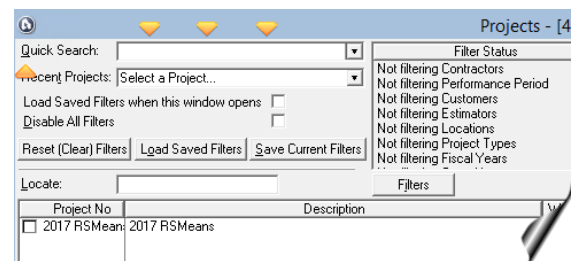 Projects - [4
Quick Search:
Filter Status
Recent Projects: Select a Project...
Not filtering Contractors
Not filtering Performance Period
Not filtering Customers
Not filtering Estimators
Not filtering Locations
Not filtering Project Types
Not filtering Fiscal Years
Load Saved Filters when this window opens
Disable All Filters
Reset (Clear) Filters Load Saved Filters Save Current Filters
Locate:
Filters
Project No Description
2017 RSMean 2017 RSMeans